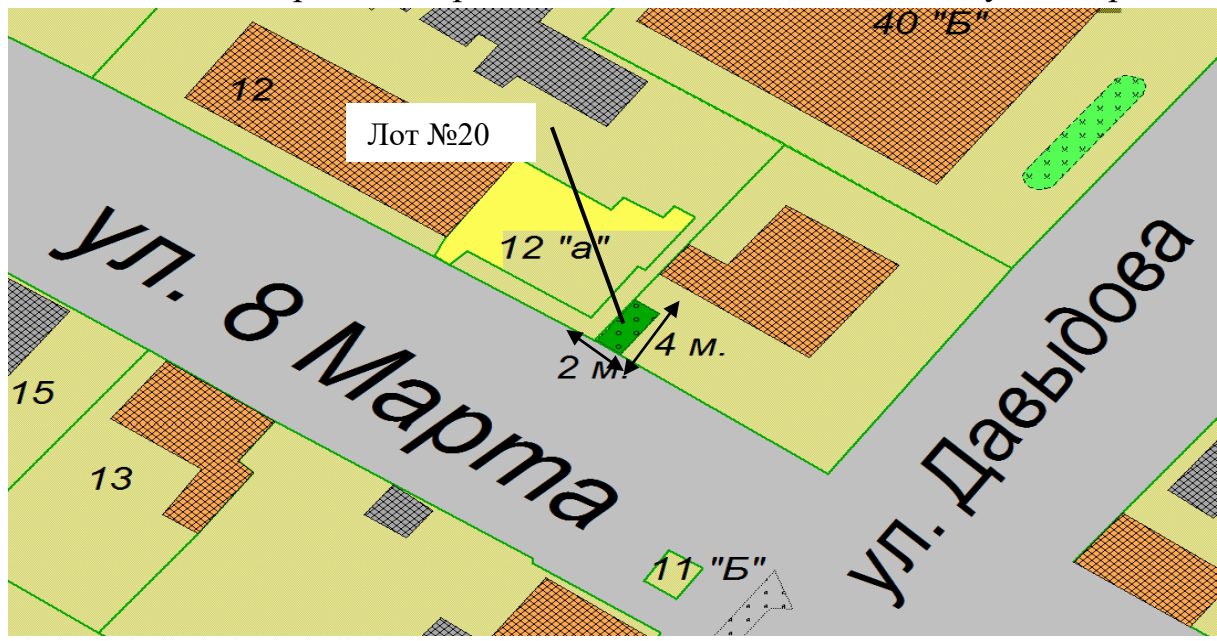 40 "Б"
12
Лот №20
12 "а"
ул. 8 Марта
4 м.
2 м.
ул. Давыдова
15
13
11 "Б"